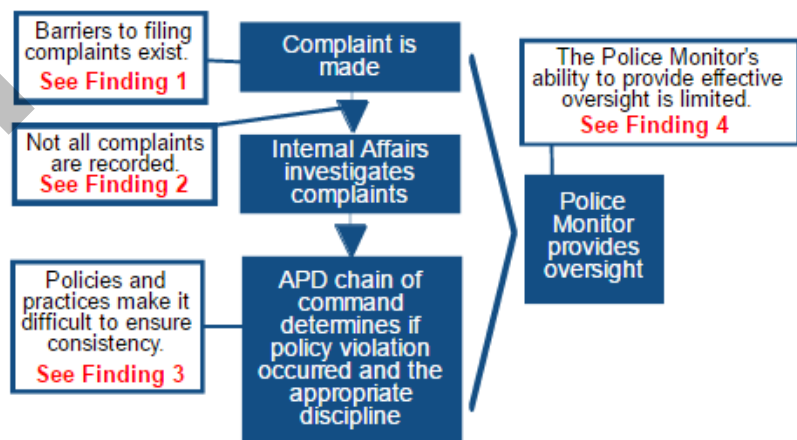 Barriers to filing
complaints exist.
See Finding 1
Complaint is
made
The Police Monitor's
ability to provide effective
oversight is limited.
See Finding 4
Not all complaints
are recorded.
See Finding 2
Internal Affairs
investigates
complaints
Police
Monitor
provides
oversight
Policies and
practices make it
difficult to ensure
consistency.
See Finding 3
APD chain of
command
determines if
policy violation
occurred and the
appropriate
discipline